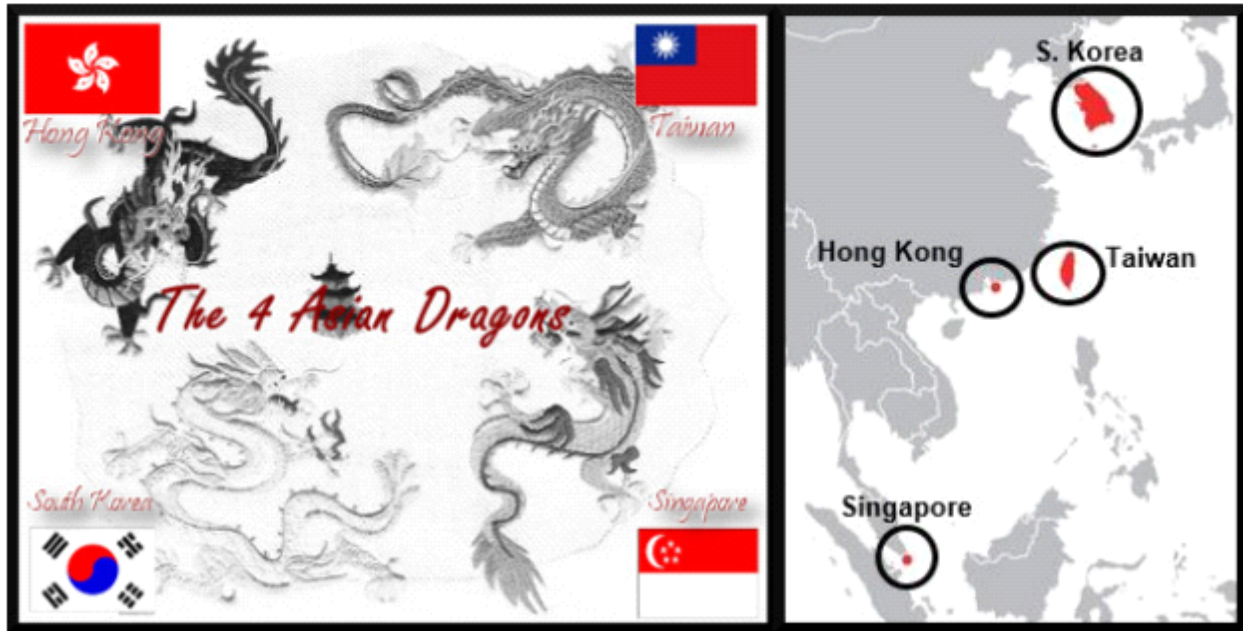 Hong Kong
Taiwan
The 4 Asian Dragons
South Korea
Singapore
S. Korea
Hong Kong
Taiwan
Singapore